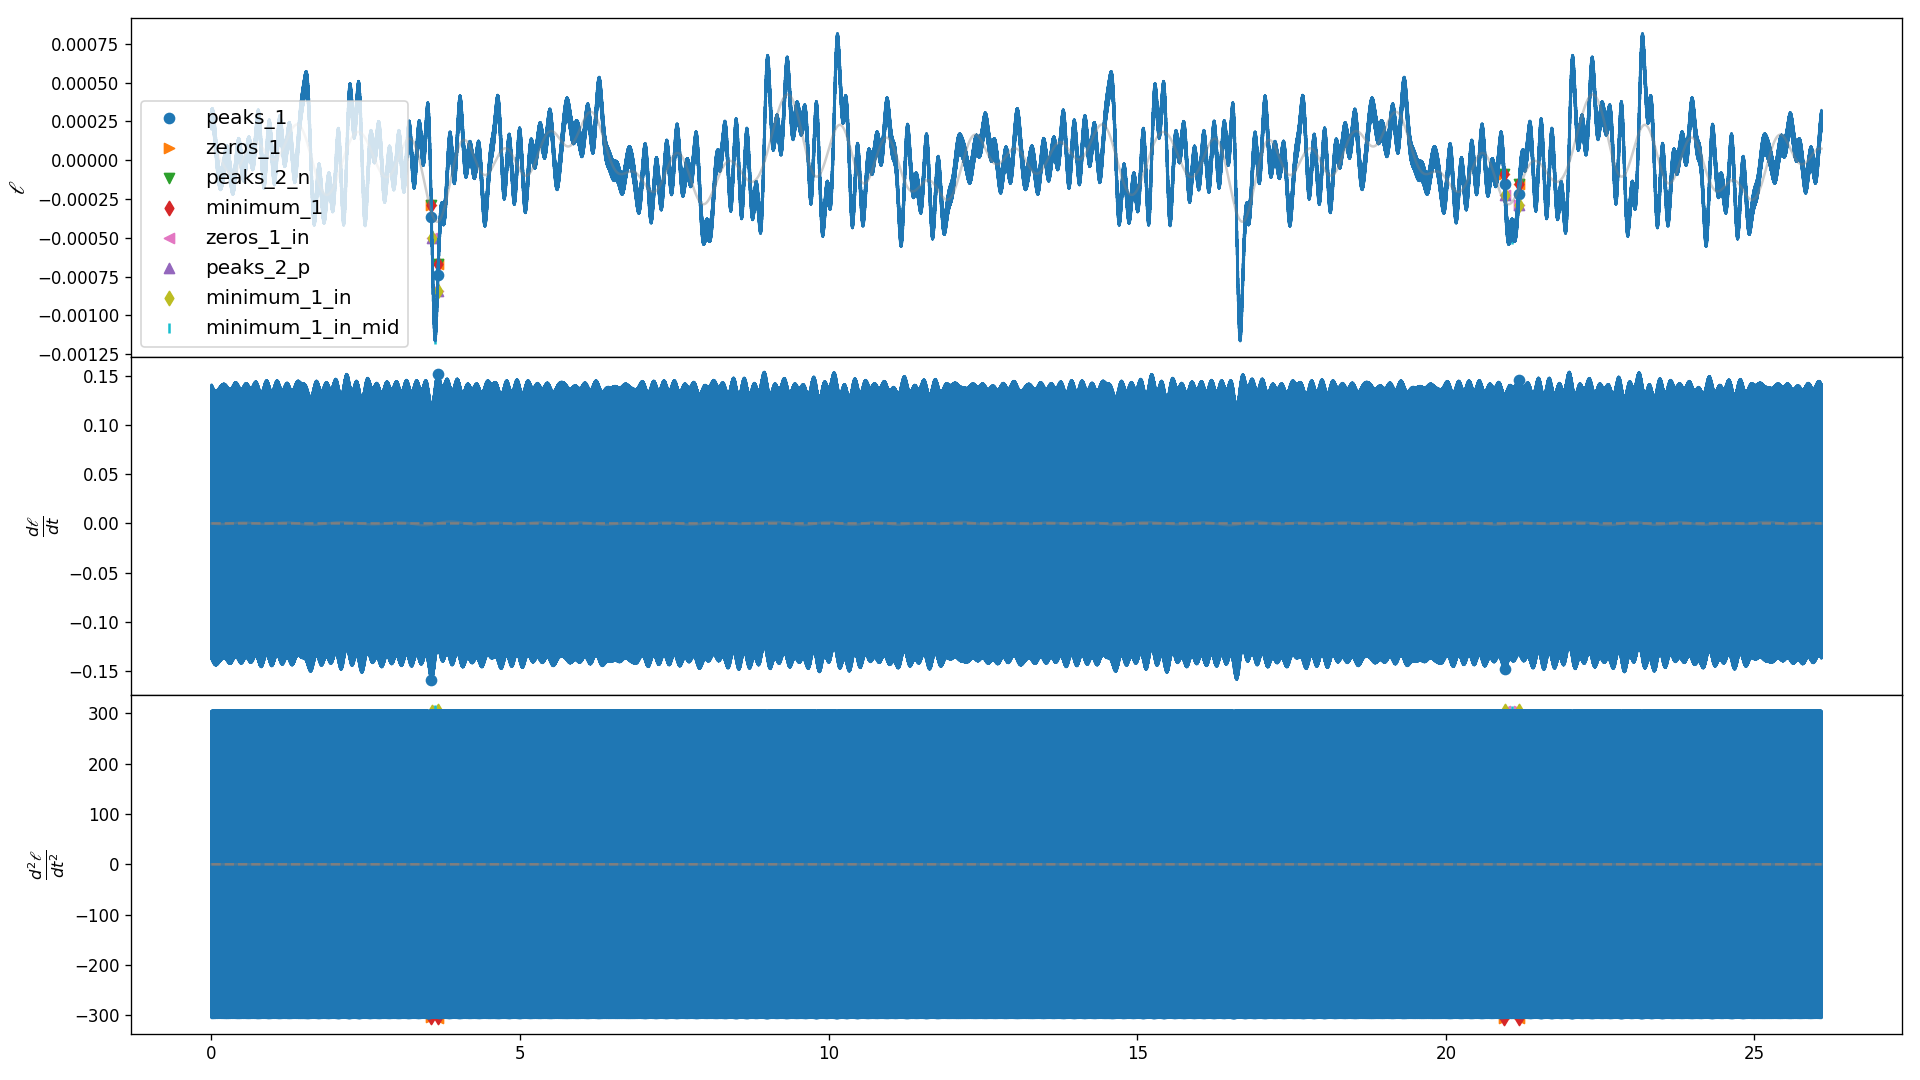 0.00075
0.00050
0.00025
0.00000
−0.00025
−0.00050
−0.00075
−0.00100
−0.00125
ℓ
peaks_1
zeros_1
peaks_2_n
minimum_1
zeros_1_in
peaks_2_p
minimum_1_in
minimum_1_in_mid
0.15
0.10
0.05
0.00
−0.05
−0.10
−0.15
dℓ
dt
300
200
100
0
−100
−200
−300
d²ℓ
dt²
0 5 10 15 20 25